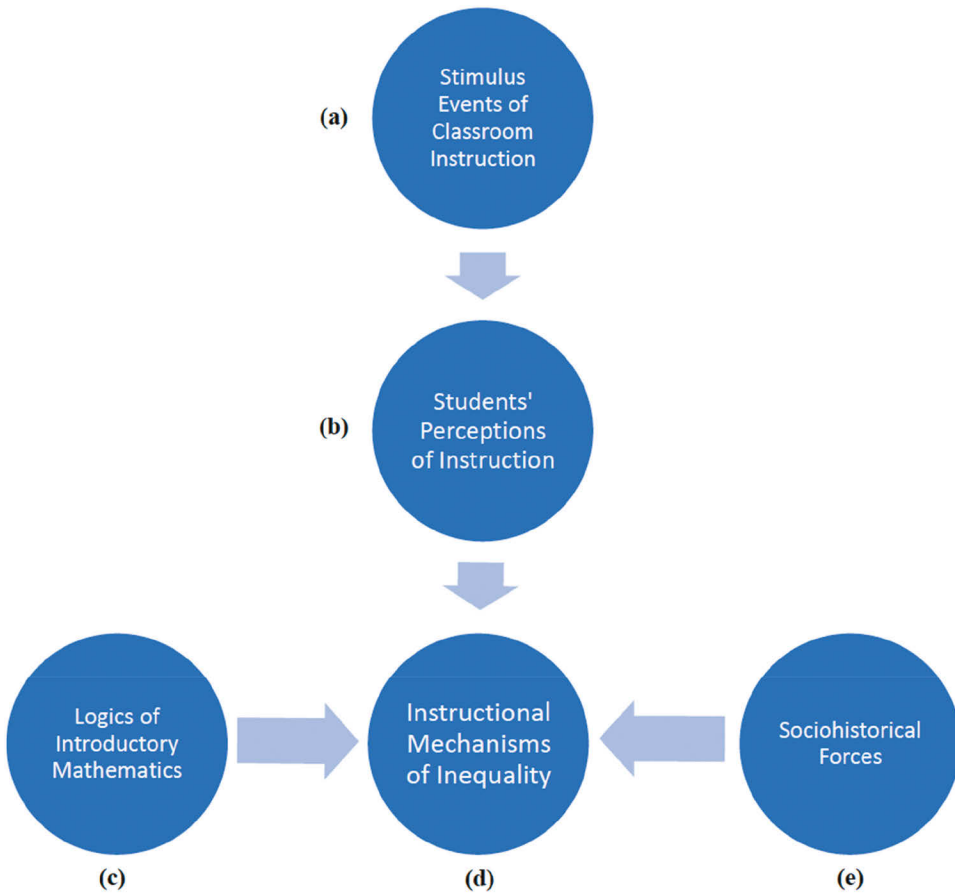 (a)
Stimulus
Events of
Classroom
Instruction
(b)
Students'
Perceptions
of Instruction
Logics of
Introductory
Mathematics
(c)
Instructional
Mechanisms
of Inequality
(d)
Sociohistorical
Forces
(e)